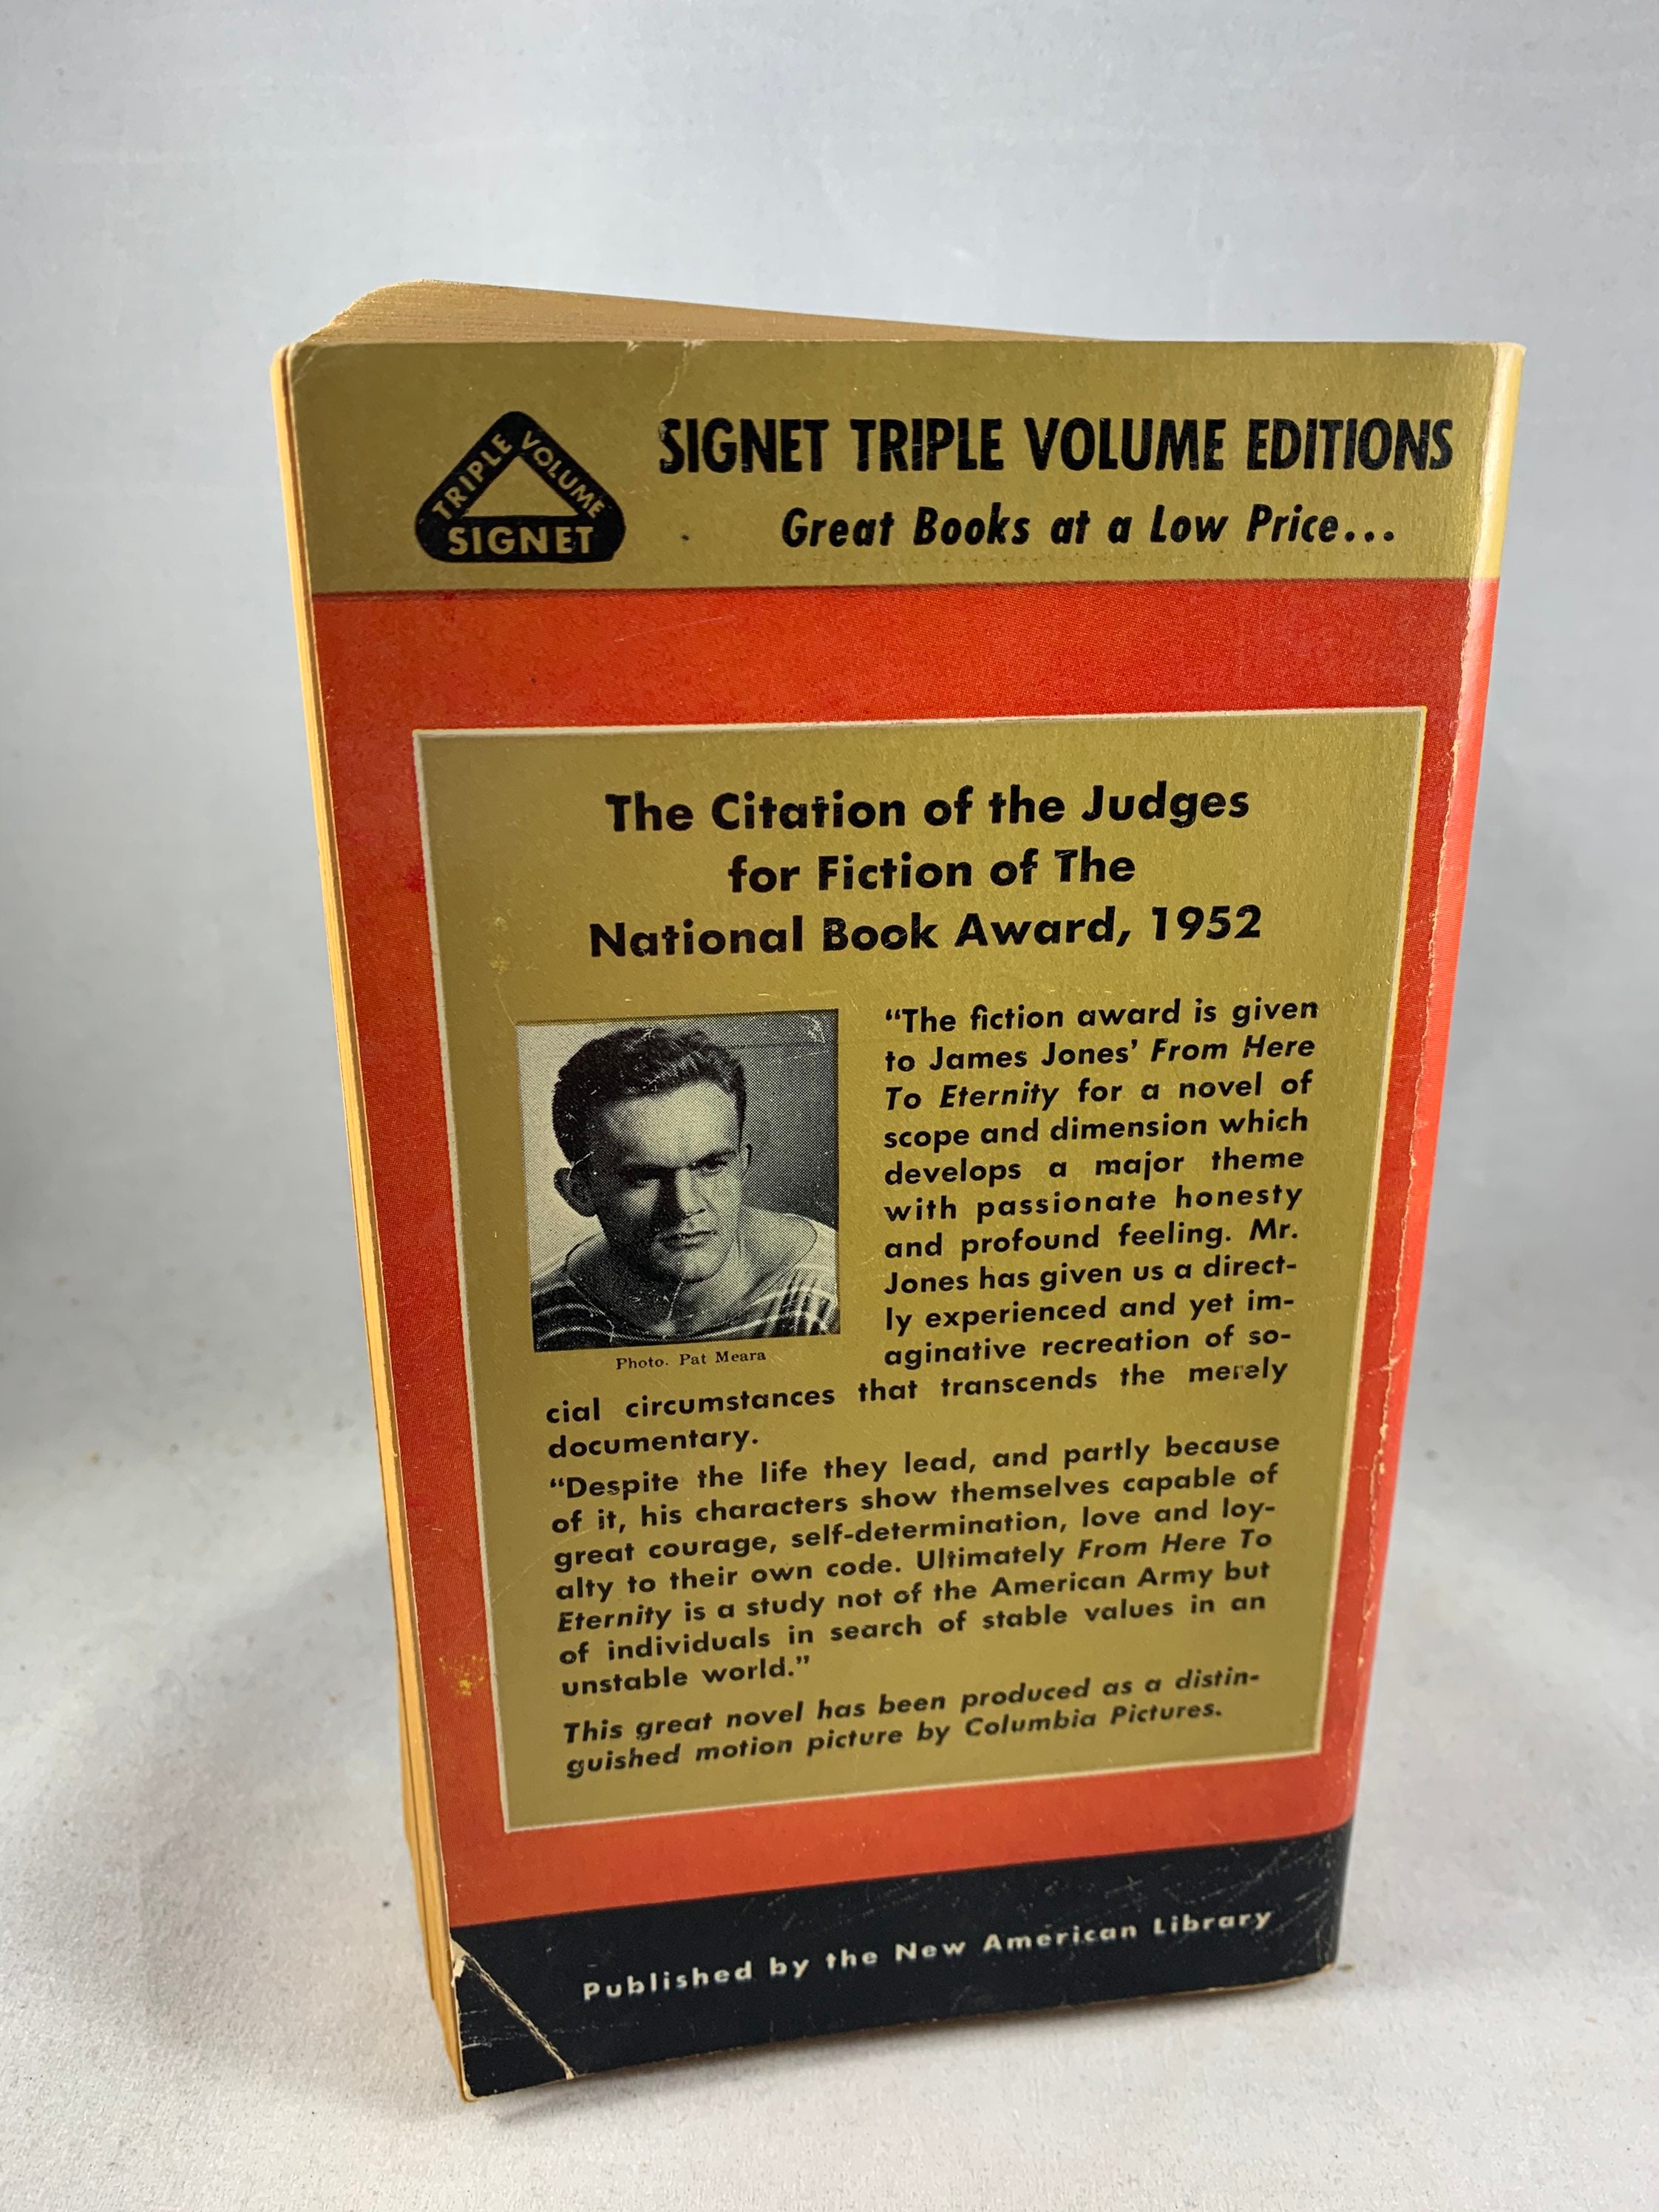 TRIPLE VOLUME
SIGNET
SIGNET TRIPLE VOLUME EDITIONS
Great Books at a Low Price...
The Citation of the Judges
for Fiction of The
National Book Award, 1952
“The fiction award is given
to James Jones’ From Here
To Eternity for a novel of
scope and dimension which
develops a major theme
with passionate honesty
and profound feeling. Mr.
Jones has given us a direct-
ly experienced and yet im-
aginative recreation of so-
Photo. Pat Meara
cial circumstances that transcends the merely
documentary.
“Despite the life they lead, and partly because
of it, his characters show themselves capable of
great courage, self-determination, love and loy-
alty to their own code. Ultimately From Here To
Eternity is a study not of the American Army but
of individuals in search of stable values in an
unstable world.”
This great novel has been produced as a distin-
guished motion picture by Columbia Pictures.
Published by the New American Library